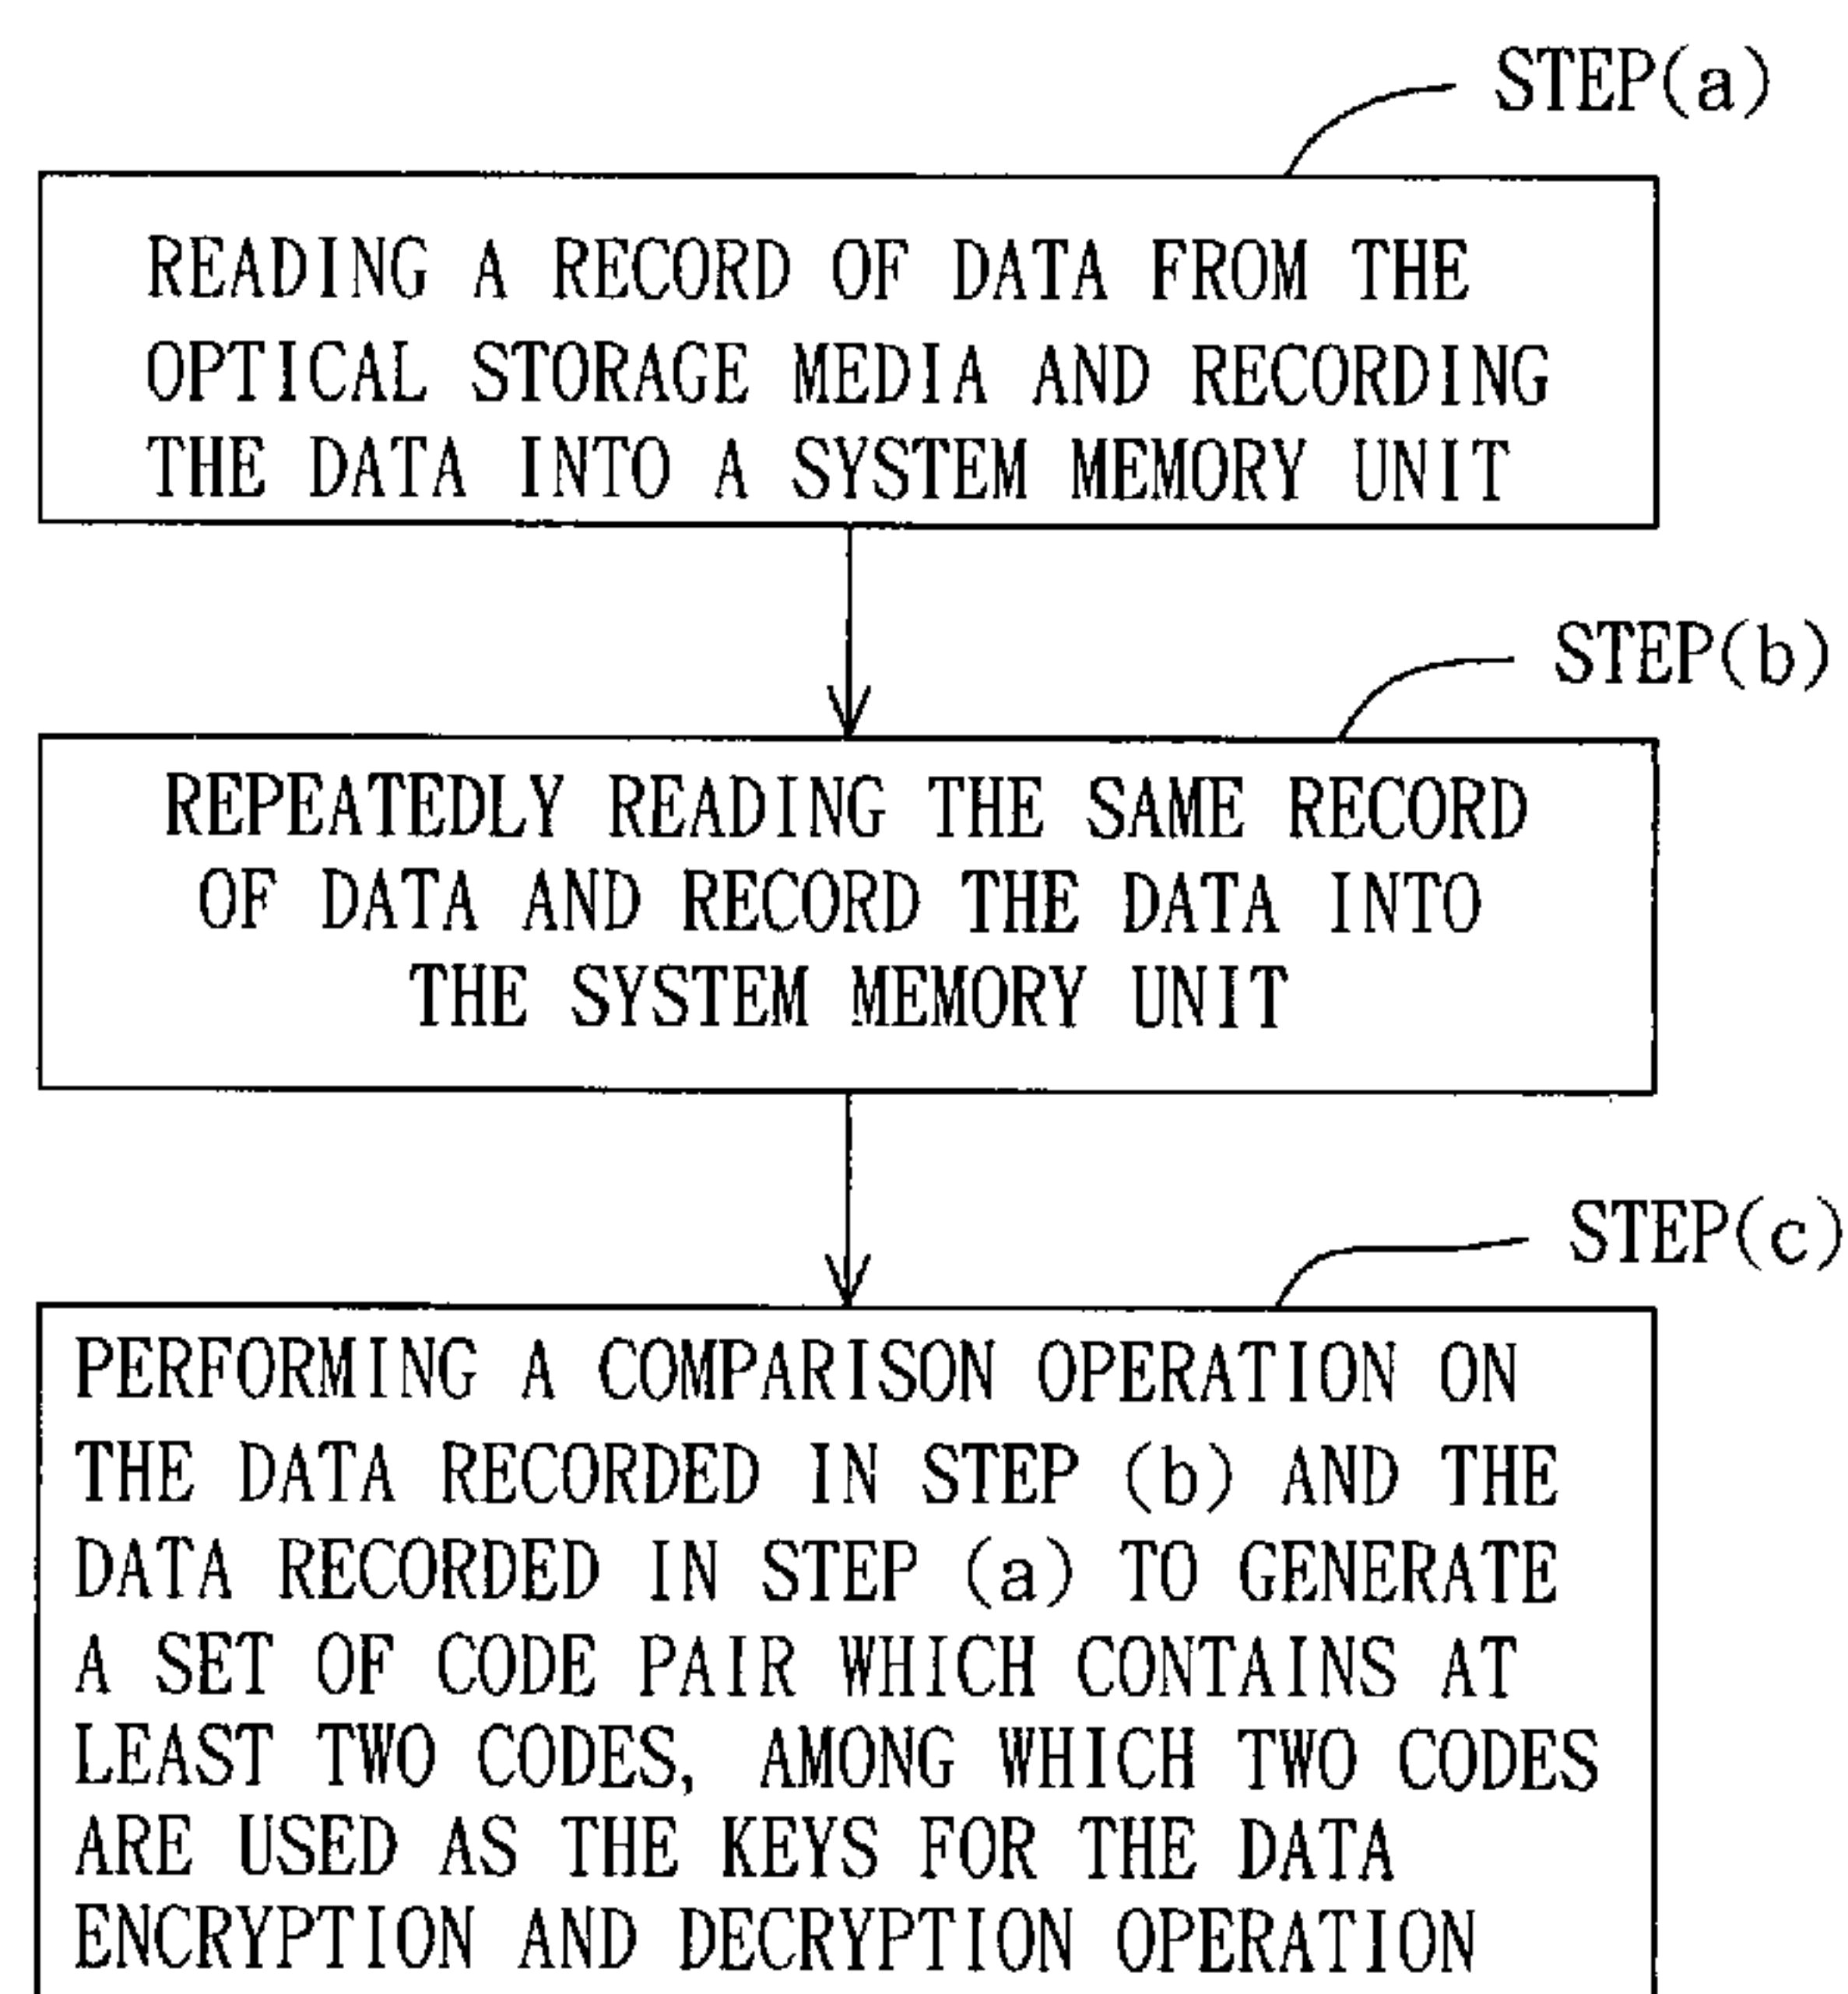 STEP(a)
READING A RECORD OF DATA FROM THE
OPTICAL STORAGE MEDIA AND RECORDING
THE DATA INTO A SYSTEM MEMORY UNIT
STEP(b)
REPEATEDLY READING THE SAME RECORD
OF DATA AND RECORD THE DATA INTO
THE SYSTEM MEMORY UNIT
STEP(c)
PERFORMING A COMPARISON OPERATION ON
THE DATA RECORDED IN STEP (b) AND THE
DATA RECORDED IN STEP (a) TO GENERATE
A SET OF CODE PAIR WHICH CONTAINS AT
LEAST TWO CODES, AMONG WHICH TWO CODES
ARE USED AS THE KEYS FOR THE DATA
ENCRYPTION AND DECRYPTION OPERATION